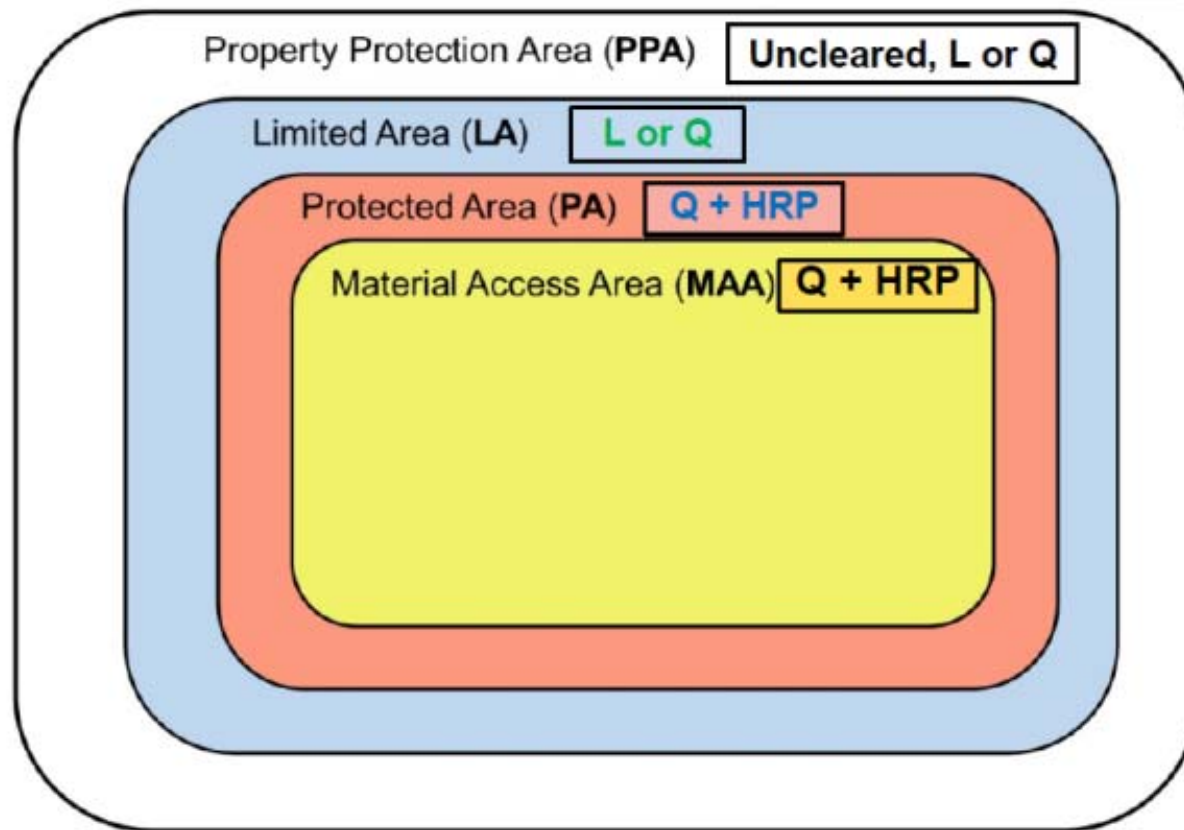 Property Protection Area (PPA) Uncleared, L or Q
Limited Area (LA) L or Q
Protected Area (PA) Q + HRP
Material Access Area (MAA) Q + HRP